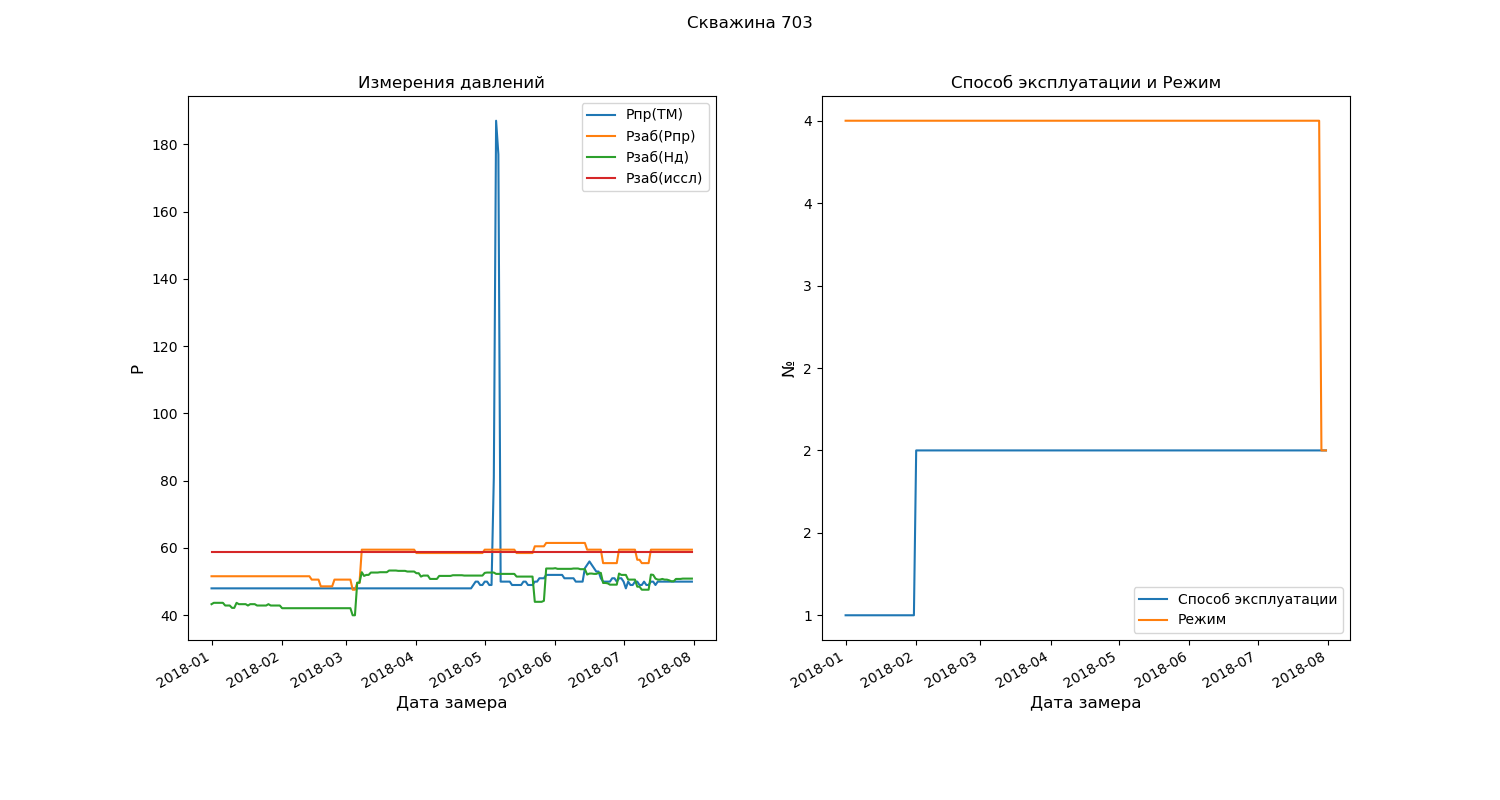 Скважина 703
Измерения давлений
Рпр(ТМ)
Рзаб(Рпр)
Рзаб(Нд)
Рзаб(иссл)
180
160
140
120
100
80
60
40
Р
2018-01
2018-02
2018-03
2018-04
2018-05
2018-06
2018-07
2018-08
Дата замера
Способ эксплуатации и Режим
4
4
3
2
2
2
1
№
Способ эксплуатации
Режим
2018-01
2018-02
2018-03
2018-04
2018-05
2018-06
2018-07
2018-08
Дата замера